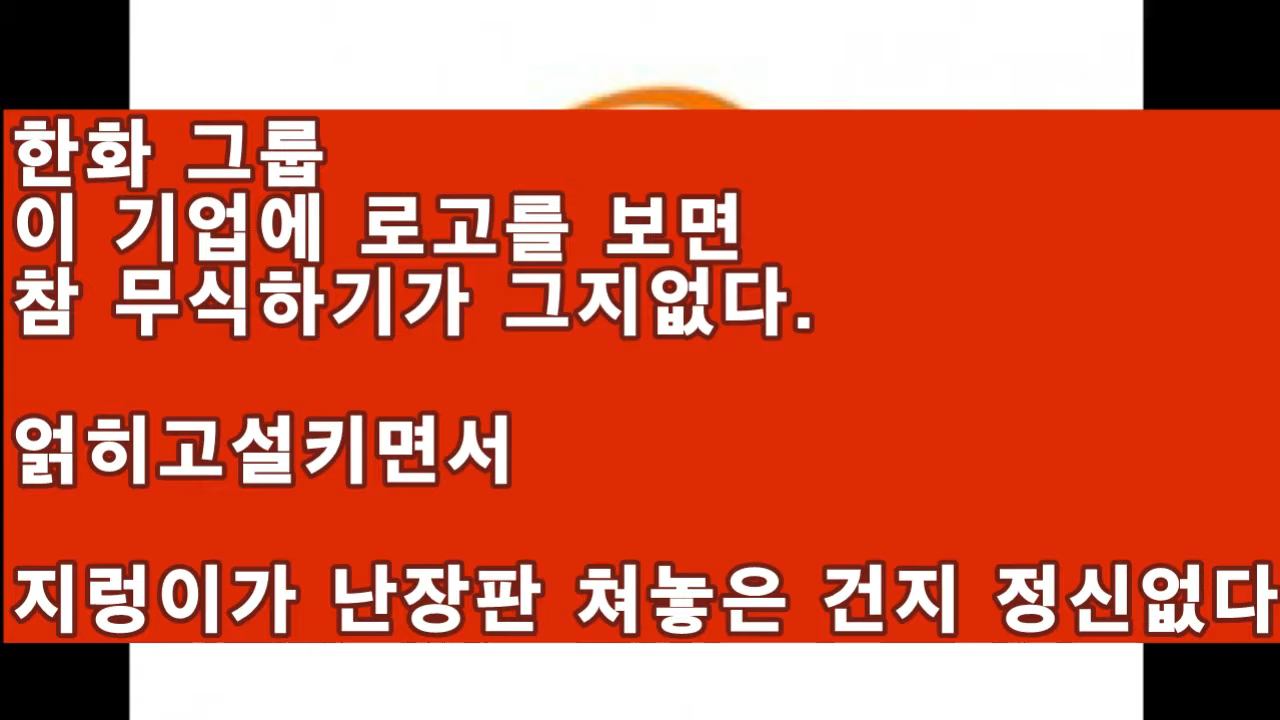 한화 그룹
이 기업에 로고를 보면
참 무식하기가 그지없다.
얽히고설키면서
지렁이가 난장판 쳐놓은 건지 정신없다